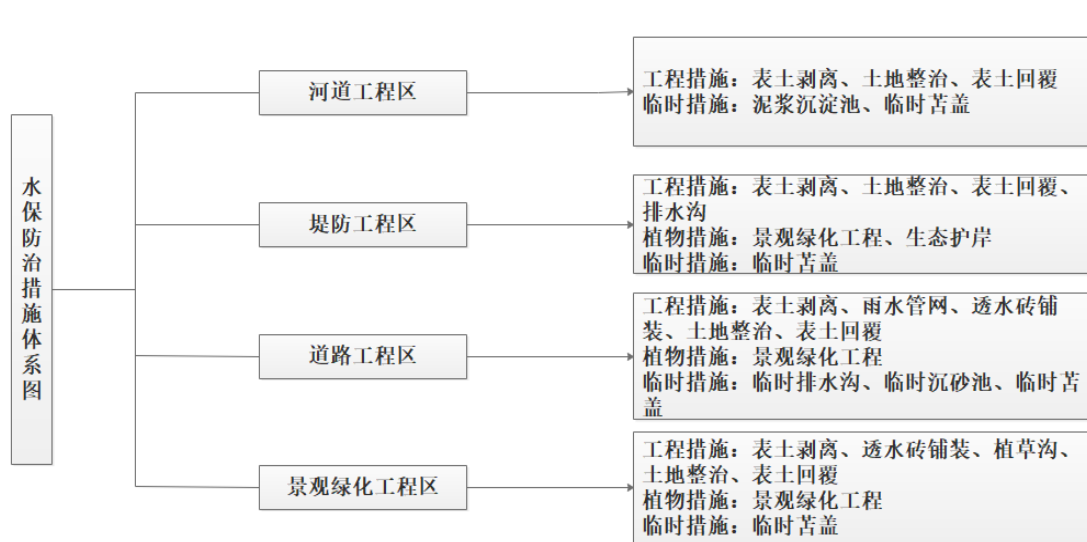 水保防治措施体系图
河道工程区
工程措施：表土剥离、土地整治、表土回覆
临时措施：泥浆沉淀池、临时苫盖
堤防工程区
工程措施：表土剥离、土地整治、表土回覆、
排水沟
植物措施：景观绿化工程、生态护岸
临时措施：临时苫盖
道路工程区
工程措施：表土剥离、雨水管网、透水砖铺
装、土地整治、表土回覆
植物措施：景观绿化工程
临时措施：临时排水沟、临时沉砂池、临时苫
盖
景观绿化工程区
工程措施：表土剥离、透水砖铺装、植草沟、
土地整治、表土回覆
植物措施：景观绿化工程
临时措施：临时苫盖